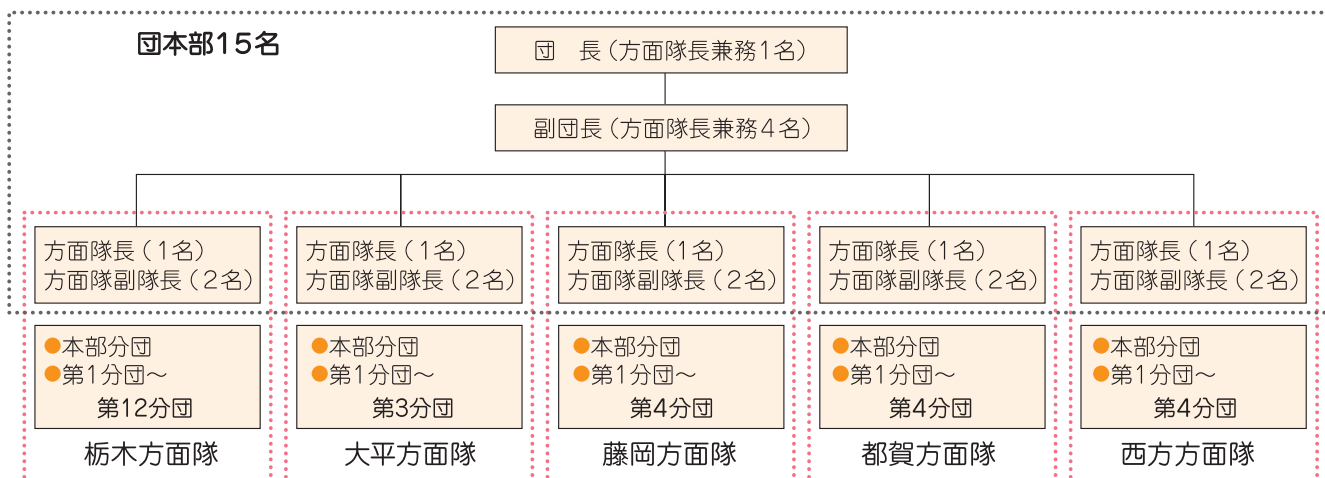 団本部15名
団　長（方面隊長兼務1名）
副団長（方面隊長兼務4名）
方面隊長（1名）
方面隊副隊長（2名）
方面隊長（1名）
方面隊副隊長（2名）
方面隊長（1名）
方面隊副隊長（2名）
方面隊長（1名）
方面隊副隊長（2名）
方面隊長（1名）
方面隊副隊長（2名）
●本部分団
●第1分団～
第12分団
栃木方面隊
●本部分団
●第1分団～
第3分団
大平方面隊
●本部分団
●第1分団～
第4分団
藤岡方面隊
●本部分団
●第1分団～
第4分団
都賀方面隊
●本部分団
●第1分団～
第4分団
西方方面隊